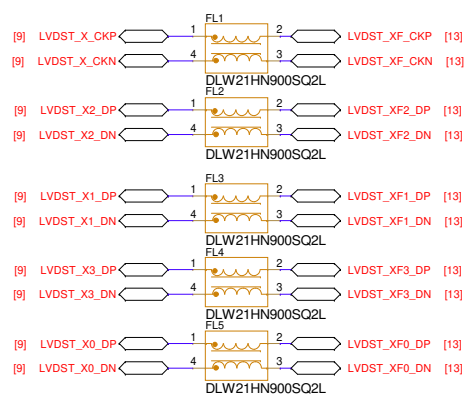 FL1
[9] LVDST_X_CKP 1 2 LVDST_XF_CKP [13]
[9] LVDST_X_CKN 4 3 LVDST_XF_CKN [13]
DLW21HN900SQ2L
FL2
[9] LVDST_X2_DP 1 2 LVDST_XF2_DP [13]
[9] LVDST_X2_DN 4 3 LVDST_XF2_DN [13]
DLW21HN900SQ2L
FL3
[9] LVDST_X1_DP 1 2 LVDST_XF1_DP [13]
[9] LVDST_X1_DN 4 3 LVDST_XF1_DN [13]
DLW21HN900SQ2L
FL4
[9] LVDST_X3_DP 1 2 LVDST_XF3_DP [13]
[9] LVDST_X3_DN 4 3 LVDST_XF3_DN [13]
DLW21HN900SQ2L
FL5
[9] LVDST_X0_DP 1 2 LVDST_XF0_DP [13]
[9] LVDST_X0_DN 4 3 LVDST_XF0_DN [13]
DLW21HN900SQ2L